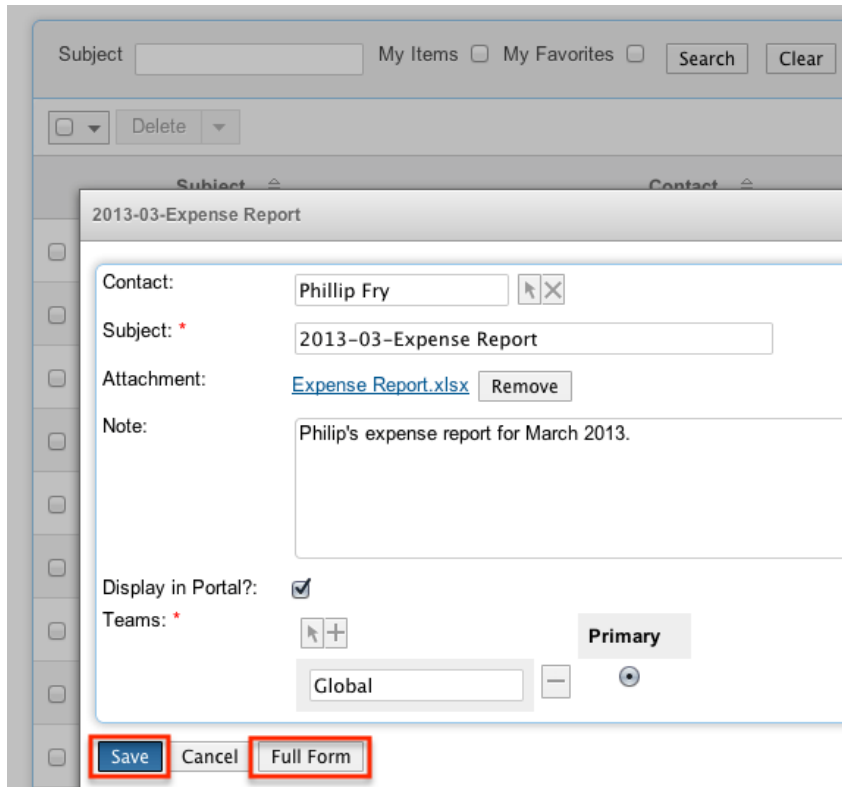 Subject My Items My Favorites Search Clear
Delete
Subject Contact
2013-03-Expense Report
Contact: Phillip Fry
Subject: * 2013-03-Expense Report
Attachment: Expense Report.xlsx Remove
Note: Philip's expense report for March 2013.
Display in Portal?:
Teams: * Primary
Global
Save Cancel Full Form